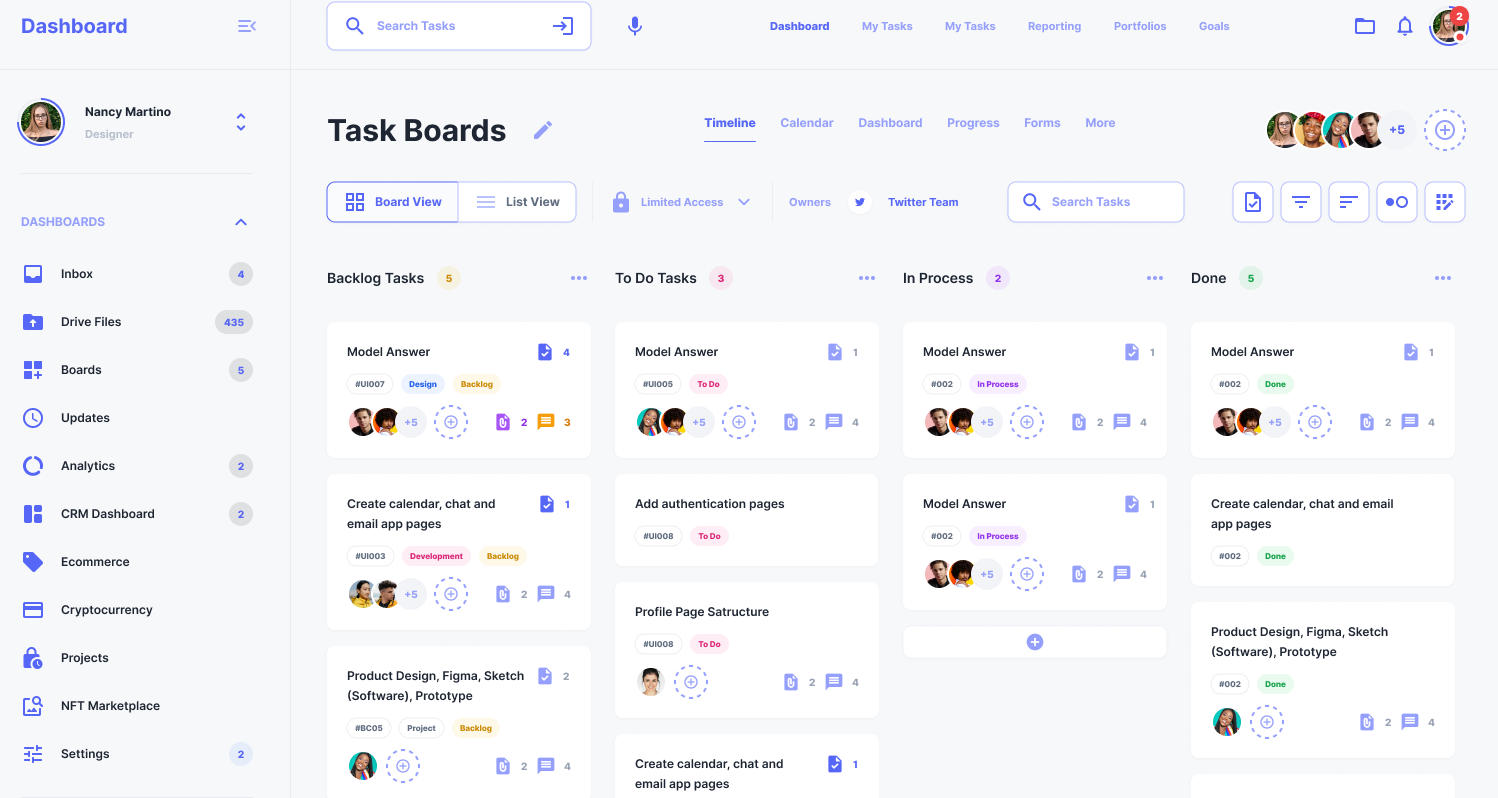 Dashboard
Search Tasks
Dashboard
My Tasks
My Tasks
Reporting
Portfolios
Goals
2
Nancy Martino
Designer
DASHBOARDS
Inbox
4
Drive Files
435
Boards
5
Updates
Analytics
2
CRM Dashboard
2
Ecommerce
Cryptocurrency
Projects
NFT Marketplace
Settings
2
Task Boards
Timeline
Calendar
Dashboard
Progress
Forms
More
+5
Board View
List View
Limited Access
Owners
Twitter Team
Search Tasks
Backlog Tasks
5
Model Answer
4
#UI007
Design
Backlog
+5
2
3
Create calendar, chat and
email app pages
1
#UI003
Development
Backlog
+5
2
4
Product Design, Figma, Sketch
(Software), Prototype
2
#BC05
Project
Backlog
2
4
To Do Tasks
3
Model Answer
1
#UI005
To Do
+5
2
4
Add authentication pages
#UI008
To Do
Profile Page Satructure
#UI008
To Do
2
4
Create calendar, chat and
email app pages
1
In Process
2
Model Answer
1
#002
In Process
+5
2
4
Model Answer
1
#002
In Process
+5
2
4
Done
5
Model Answer
1
#002
Done
+5
2
4
Create calendar, chat and email
app pages
#002
Done
Product Design, Figma, Sketch
(Software), Prototype
#002
Done
2
4